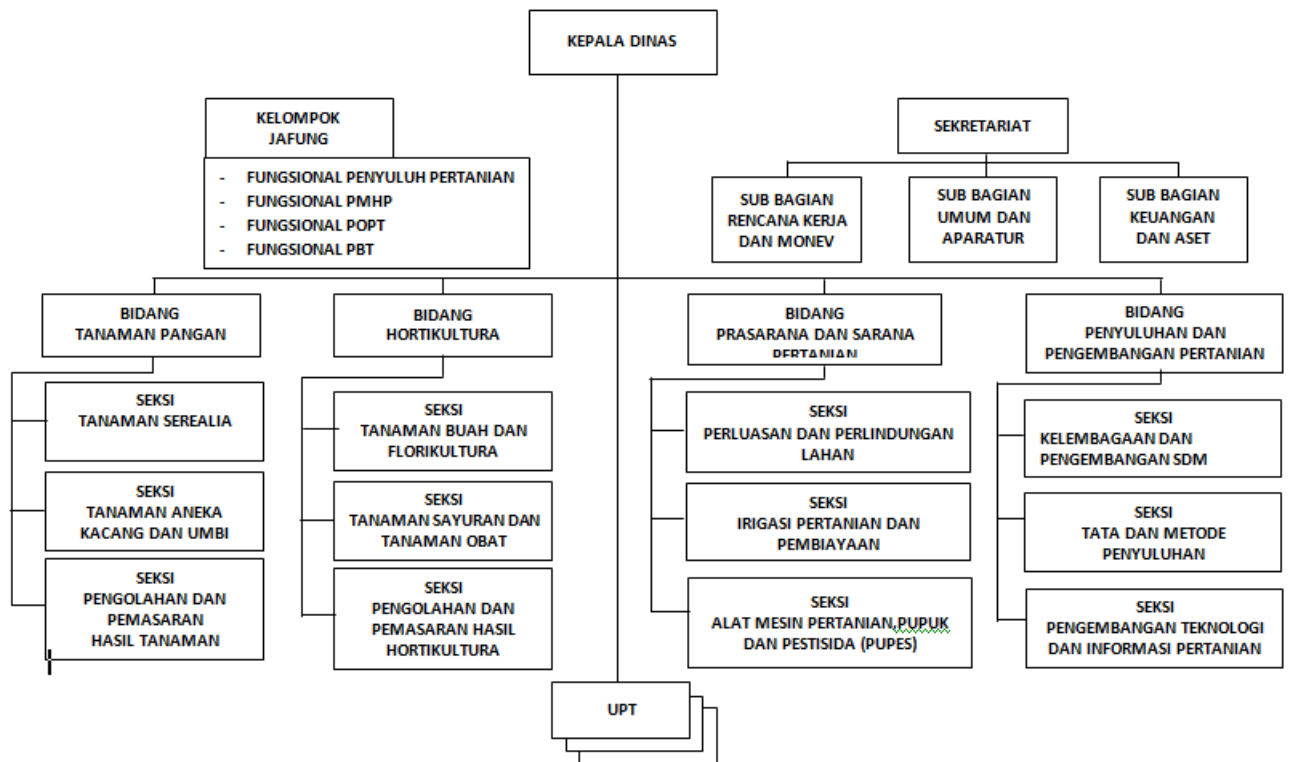 KEPALA DINAS
KELOMPOK
JAFUNG
- FUNGSIONAL PENYULUH PERTANIAN
- FUNGSIONAL PMHP
- FUNGSIONAL POPT
- FUNGSIONAL PBT
SEKRETARIAT
SUB BAGIAN
RENCANA KERJA
DAN MONEV
SUB BAGIAN
UMUM DAN
APARATUR
SUB BAGIAN
KEUANGAN
DAN ASET
BIDANG
TANAMAN PANGAN
SEKSI
TANAMAN SEREALIA
SEKSI
TANAMAN ANEKA
KACANG DAN UMBI
SEKSI
PENGOLAHAN DAN
PEMASARAN
HASIL TANAMAN
BIDANG
HORTIKULTURA
SEKSI
TANAMAN BUAH DAN
FLORIKULTURA
SEKSI
TANAMAN SAYURAN DAN
TANAMAN OBAT
SEKSI
PENGOLAHAN DAN
PEMASARAN HASIL
HORTIKULTURA
BIDANG
PRASARANA DAN SARANA
PERTANIAN
SEKSI
PERLUASAN DAN PERLINDUNGAN
LAHAN
SEKSI
IRIGASI PERTANIAN DAN
PEMBIAYAAN
SEKSI
ALAT MESIN PERTANIAN,PUPUK
DAN PESTISIDA (PUPES)
BIDANG
PENYULUHAN DAN
PENGEMBANGAN PERTANIAN
SEKSI
KELEMBAGAAN DAN
PENGEMBANGAN SDM
SEKSI
TATA DAN METODE
PENYULUHAN
SEKSI
PENGEMBANGAN TEKNOLOGI
DAN INFORMASI PERTANIAN
UPT